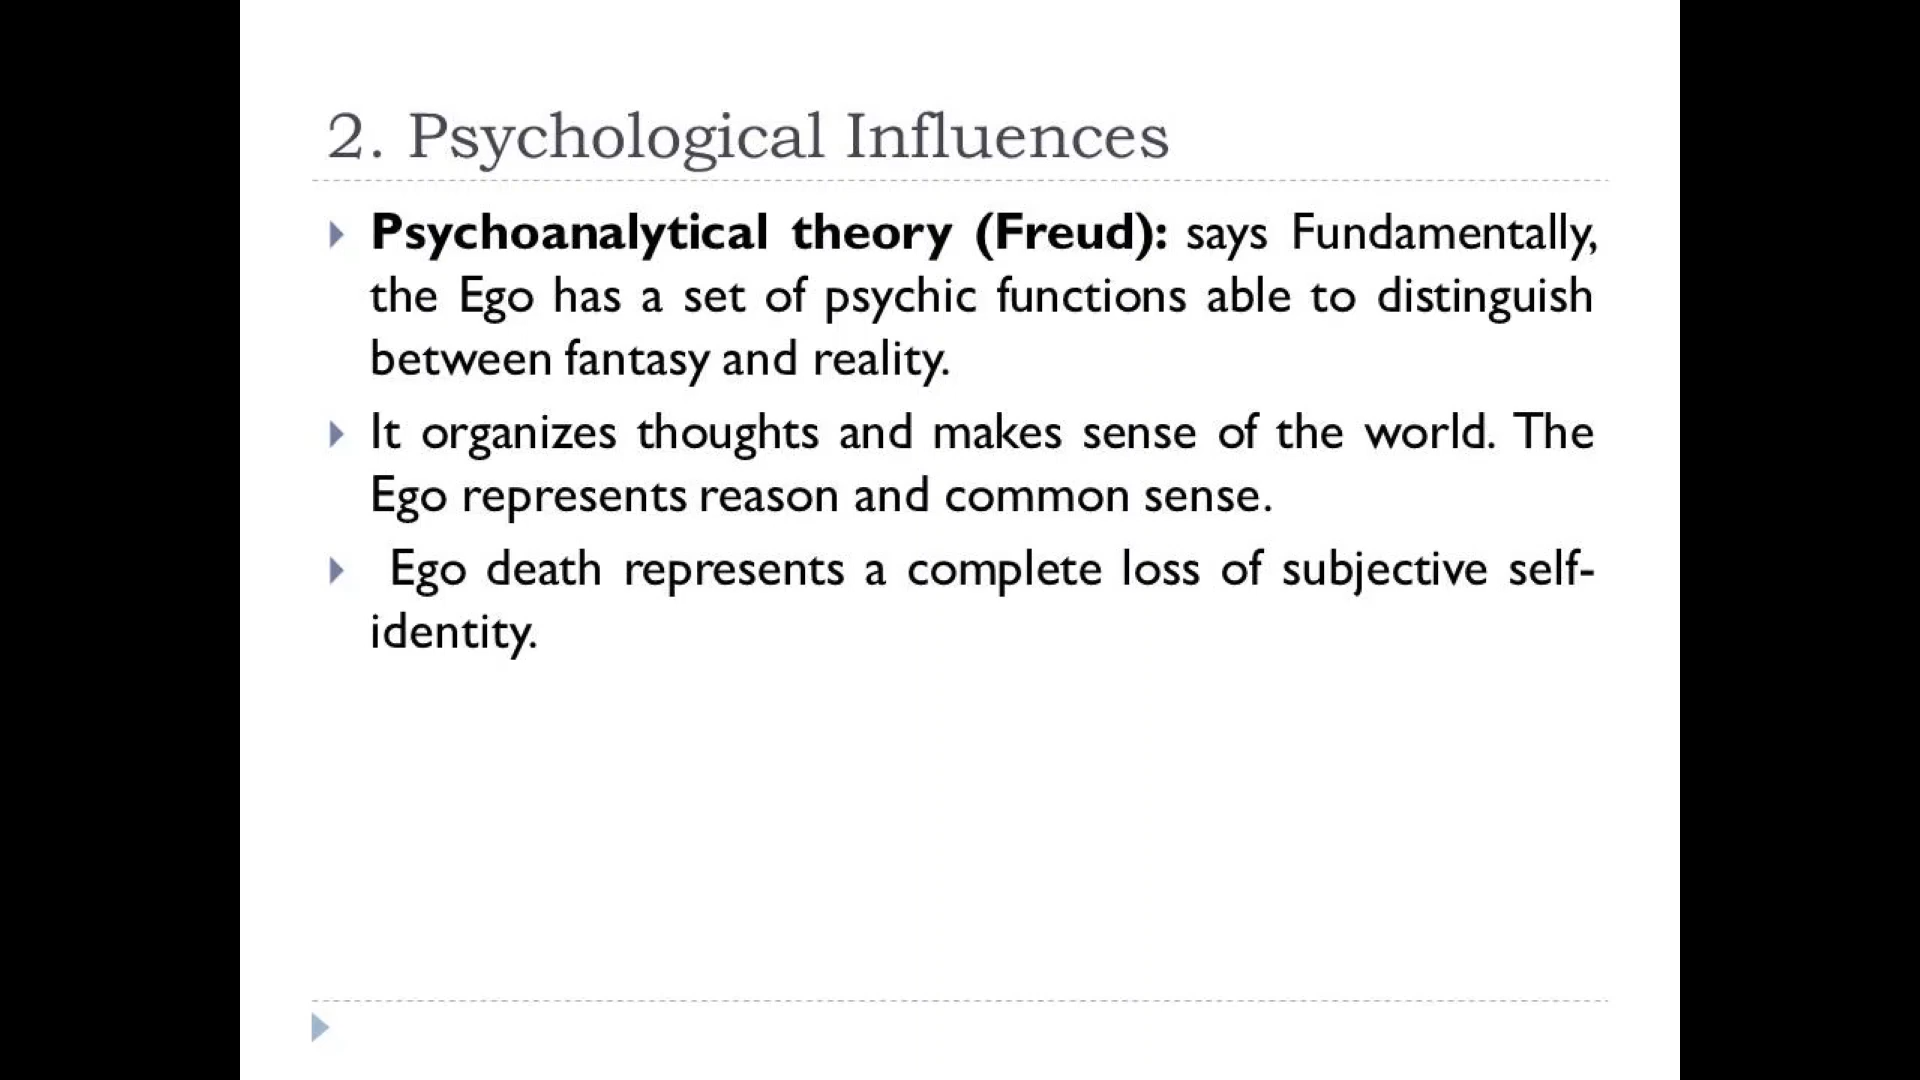 2. Psychological Influences
Psychoanalytical theory (Freud): says Fundamentally,
the Ego has a set of psychic functions able to distinguish
between fantasy and reality.
It organizes thoughts and makes sense of the world. The
Ego represents reason and common sense.
Ego death represents a complete loss of subjective self-
identity.